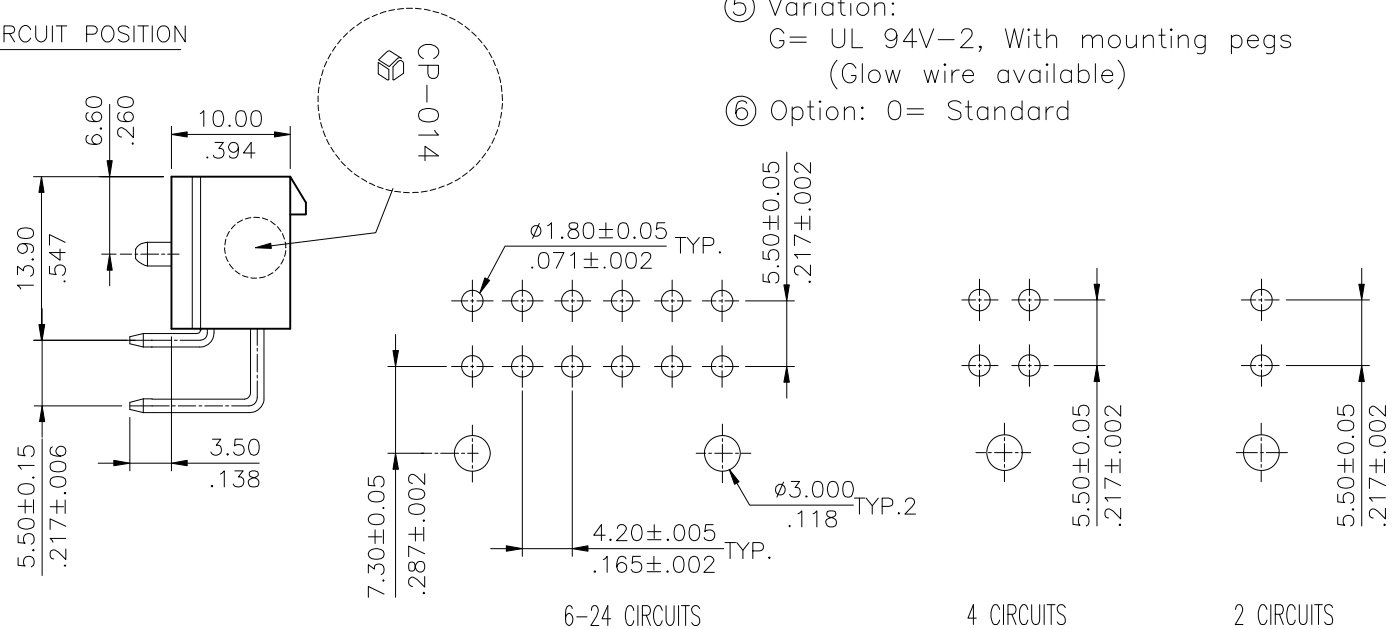 RCUIT POSITION
⑤ Variation:
G= UL 94V-2, With mounting pegs
(Glow wire available)
⑥ Option: 0= Standard
CP-014
6.60
.260
10.00
.394
13.90
.547
5.50±0.15
.217±.006
3.50
.138
ø1.80±0.05 TYP.
.071±.002
5.50±0.05
.217±.002
7.30±0.05
.287±.002
4.20±.005 TYP.
.165±.002
ø3.000 TYP.2
.118
5.50±0.05
.217±.002
5.50±0.05
.217±.002
6-24 CIRCUITS
4 CIRCUITS
2 CIRCUITS